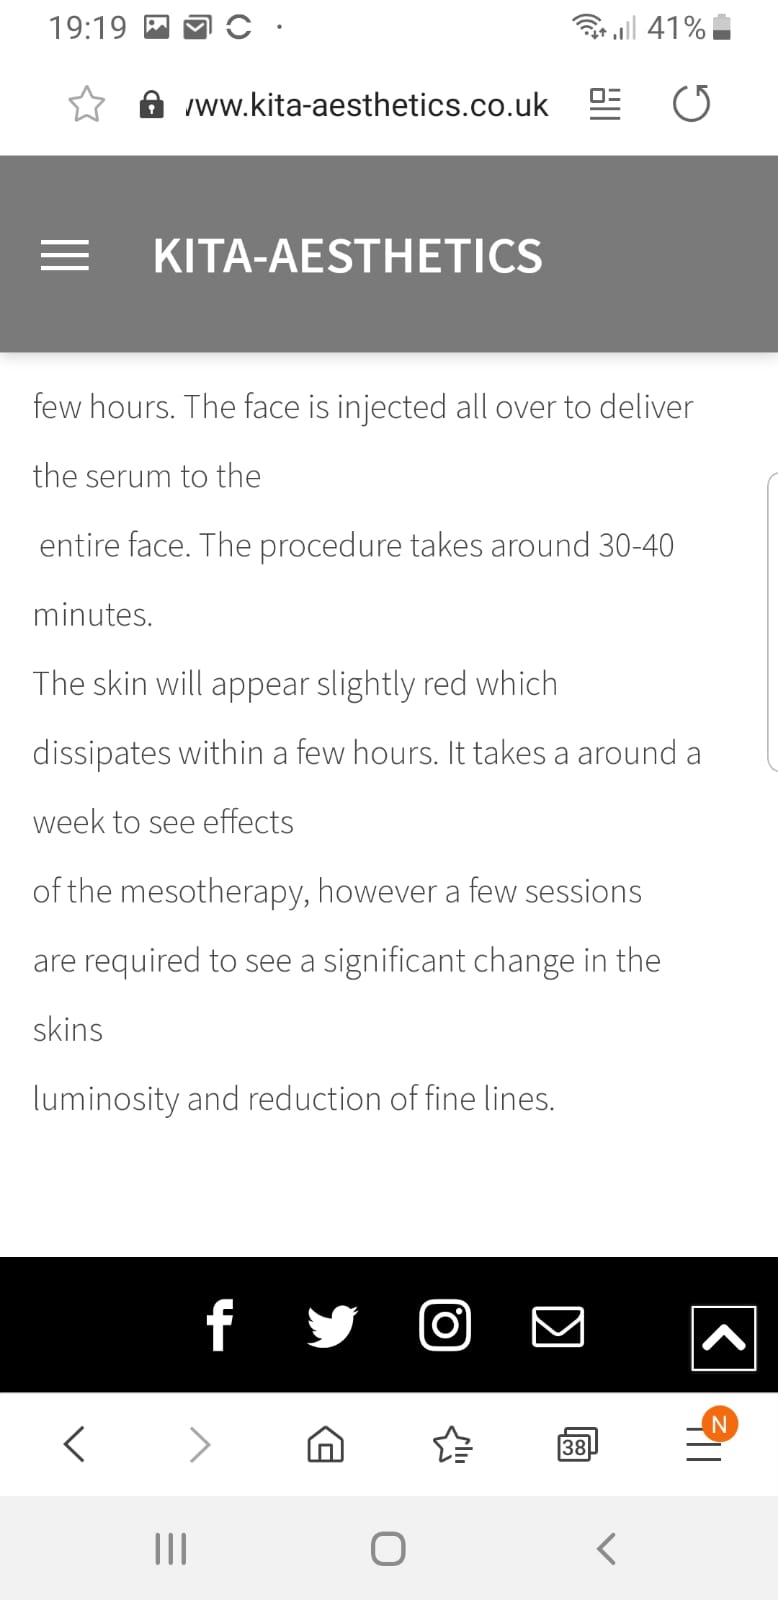 19:19
41%
www.kita-aesthetics.co.uk
KITA-AESTHETICS
few hours. The face is injected all over to deliver
the serum to the
entire face. The procedure takes around 30-40
minutes.
The skin will appear slightly red which
dissipates within a few hours. It takes a around a
week to see effects
of the mesotherapy, however a few sessions
are required to see a significant change in the
skins
luminosity and reduction of fine lines.
38
N